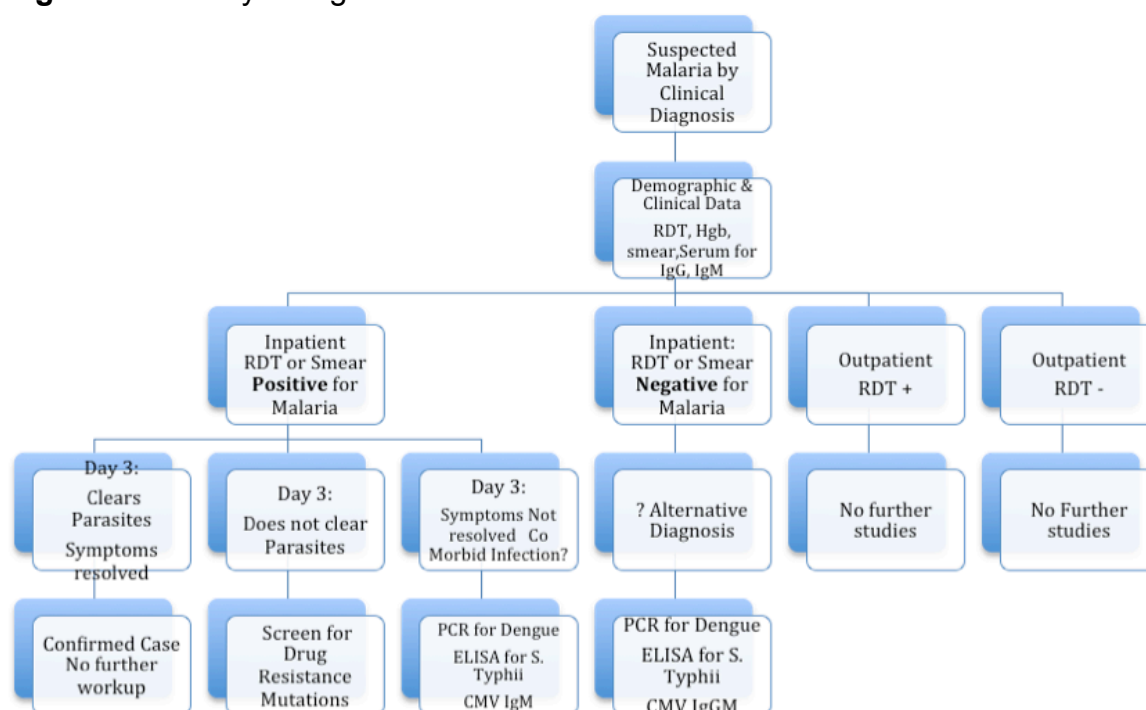 Suspected
Malaria by
Clinical
Diagnosis
Demographic &
Clinical Data
RDT, Hgb,
smear,Serum for
IgG, IgM
Inpatient
RDT or Smear
Positive for
Malaria
Inpatient:
RDT or Smear
Negative for
Malaria
Outpatient
RDT +
Outpatient
RDT -
Day 3:
Clears
Parasites
Symptoms
resolved
Day 3:
Does not clear
Parasites
Day 3:
Symptoms Not
resolved Co
Morbid Infection?
? Alternative
Diagnosis
No further
studies
No Further
studies
Confirmed Case
No further
workup
Screen for
Drug
Resistance
Mutations
PCR for Dengue
ELISA for S.
Typhii
CMV IgM
PCR for Dengue
ELISA for S.
Typhii
CMV IgGM